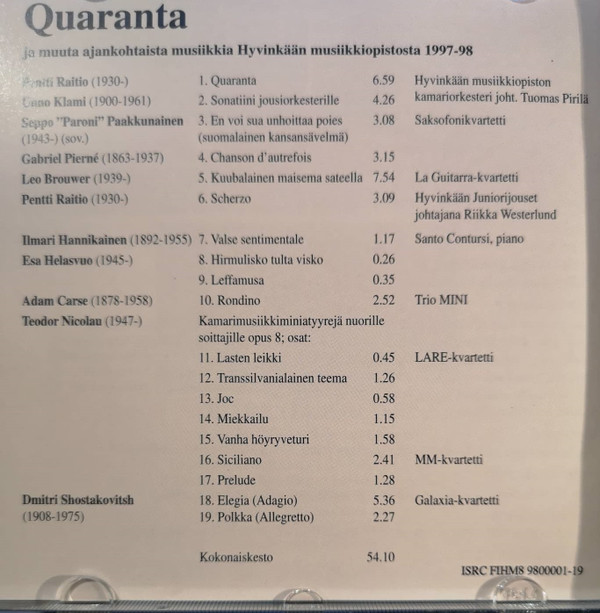 Quaranta
ja muuta ajankohtaista musiikkia Hyvinkään musiikkiopistosta 1997-98
Pentti Raitio (1930-) 1. Quaranta 6.59 Hyvinkään musiikkiopiston
kamariorkesteri joht. Tuomas Pirilä
Uuno Klami (1900-1961) 2. Sonatiini jousiorkesterille 4.26
Seppo "Paroni" Paakkunainen 3. En voi sua unhoittaa poies 3.08 Saksofonikvartetti
(1943-) (sov.) (suomalainen kansansävelmä)
Gabriel Pierné (1863-1937) 4. Chanson d'autrefois 3.15
Leo Brouwer (1939-) 5. Kuubalainen maisema sateella 7.54 La Guitarra-kvartetti
Pentti Raitio (1930-) 6. Scherzo 3.09 Hyvinkään Juniorijouset
johtajana Riikka Westerlund
Ilmari Hannikainen (1892-1955) 7. Valse sentimentale 1.17 Santo Contursi, piano
Esa Helasvuo (1945-) 8. Hirmulisko tulta visko 0.26
9. Leffamusa 0.35
Adam Carse (1878-1958) 10. Rondino 2.52 Trio MINI
Teodor Nicolau (1947-) Kamarimusiikkiminiatyyrejä nuorille
soittajille opus 8; osat:
11. Lasten leikki 0.45 LARE-kvartetti
12. Transsilvanialainen teema 1.26
13. Joc 0.58
14. Miekkailu 1.15
15. Vanha höyryveturi 1.58
16. Siciliano 2.41 MM-kvartetti
17. Prelude 1.28
Dmitri Shostakovitsh 18. Elegia (Adagio) 5.36 Galaxia-kvartetti
(1908-1975) 19. Polkka (Allegretto) 2.27
Kokonaiskesto 54.10
ISRC FIHM8 9800001-19